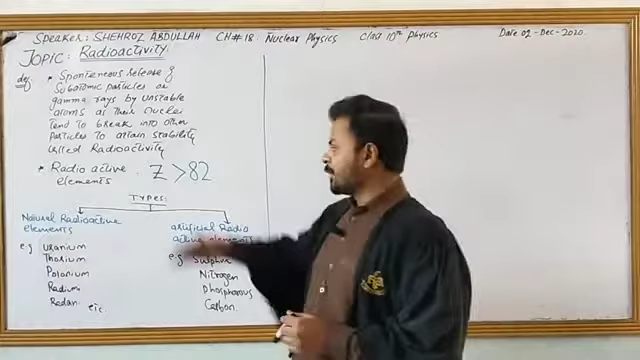 Speaker: SHEHROZ ABDULLAH CH#18 Nuclear Physics Class 10th Physics Date 02-Dec-2020
TOPIC: Radioactivity.
def • Spontaneous release of
Subatomic particles or
gamma rays by unstable
atoms as their nuclei
tend to break into other
particles to attain stability
called Radioactivity
• Radio active elements . Z >82
TYPES:
Natural Radioactive elements
e.g Uranium
Thorium
Polonium
Radium
Radan. etc
artificial Radio active elements
e.g Sulphur
Nitrogen
Phosphorous
Carbon.